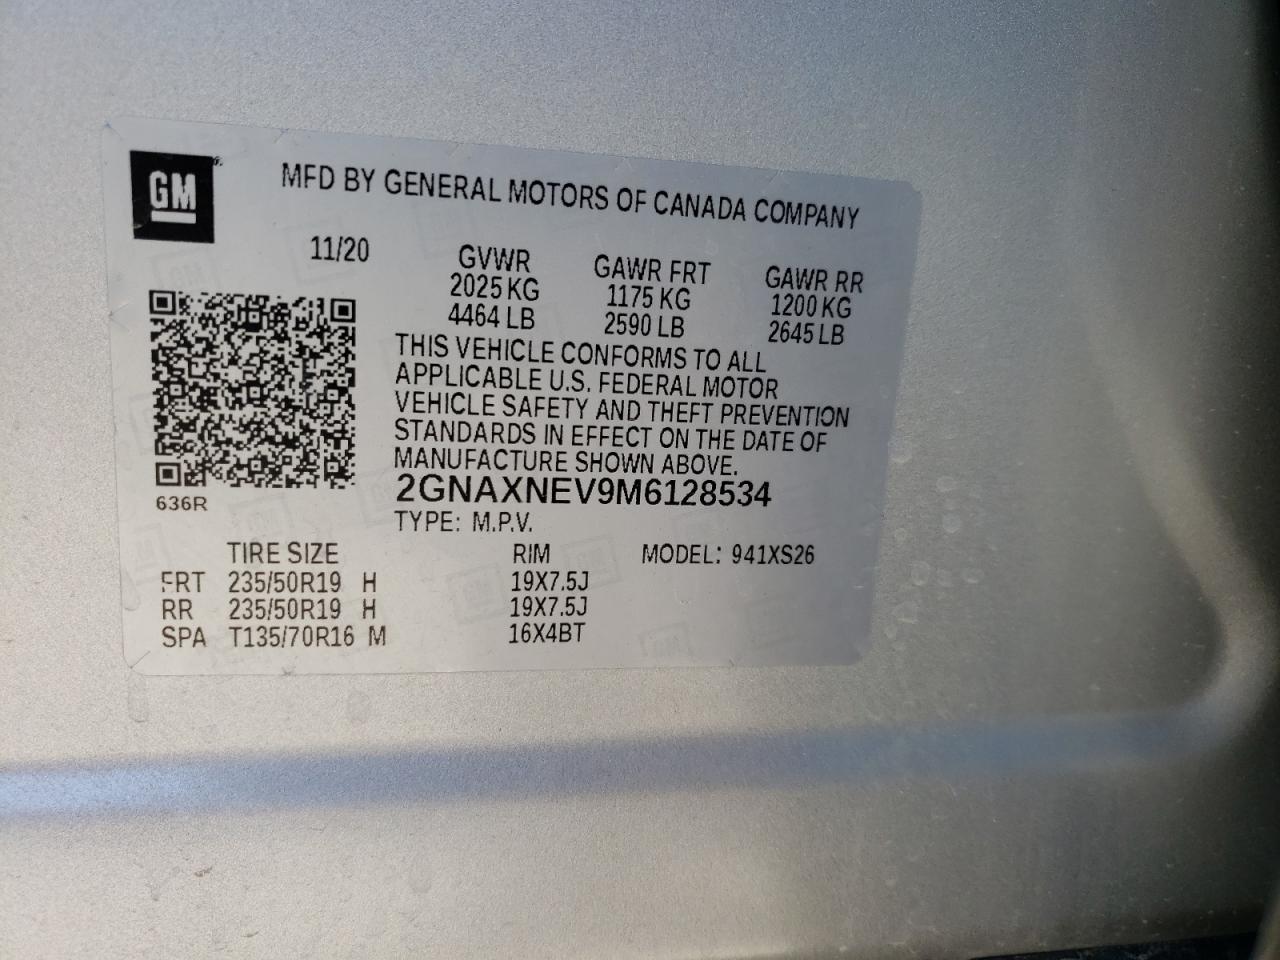 GM
MFD BY GENERAL MOTORS OF CANADA COMPANY
11/20 GVWR GAWR FRT GAWR RR
2025 KG 1175 KG 1200 KG
4464 LB 2590 LB 2645 LB
THIS VEHICLE CONFORMS TO ALL
APPLICABLE U.S. FEDERAL MOTOR
VEHICLE SAFETY AND THEFT PREVENTION
STANDARDS IN EFFECT ON THE DATE OF
MANUFACTURE SHOWN ABOVE.
636R 2GNAXNEV9M6128534
TYPE: M.P.V.
TIRE SIZE RIM MODEL: 941XS26
FRT 235/50R19 H 19X7.5J
RR 235/50R19 H 19X7.5J
SPA T135/70R16 M 16X4BT